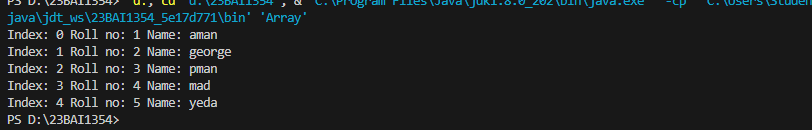 PS D:\23BAI1354> d:; cd 'd:\23BAI1354'; & 'C:\Program Files\Java\jdk1.8.0_202\bin\java.exe' '-cp' 'C:\Users\Studen
java\jdt_ws\23BAI1354_5e17d771\bin' 'Array'
Index: 0 Roll no: 1 Name: aman
Index: 1 Roll no: 2 Name: george
Index: 2 Roll no: 3 Name: pman
Index: 3 Roll no: 4 Name: mad
Index: 4 Roll no: 5 Name: yeda
PS D:\23BAI1354>